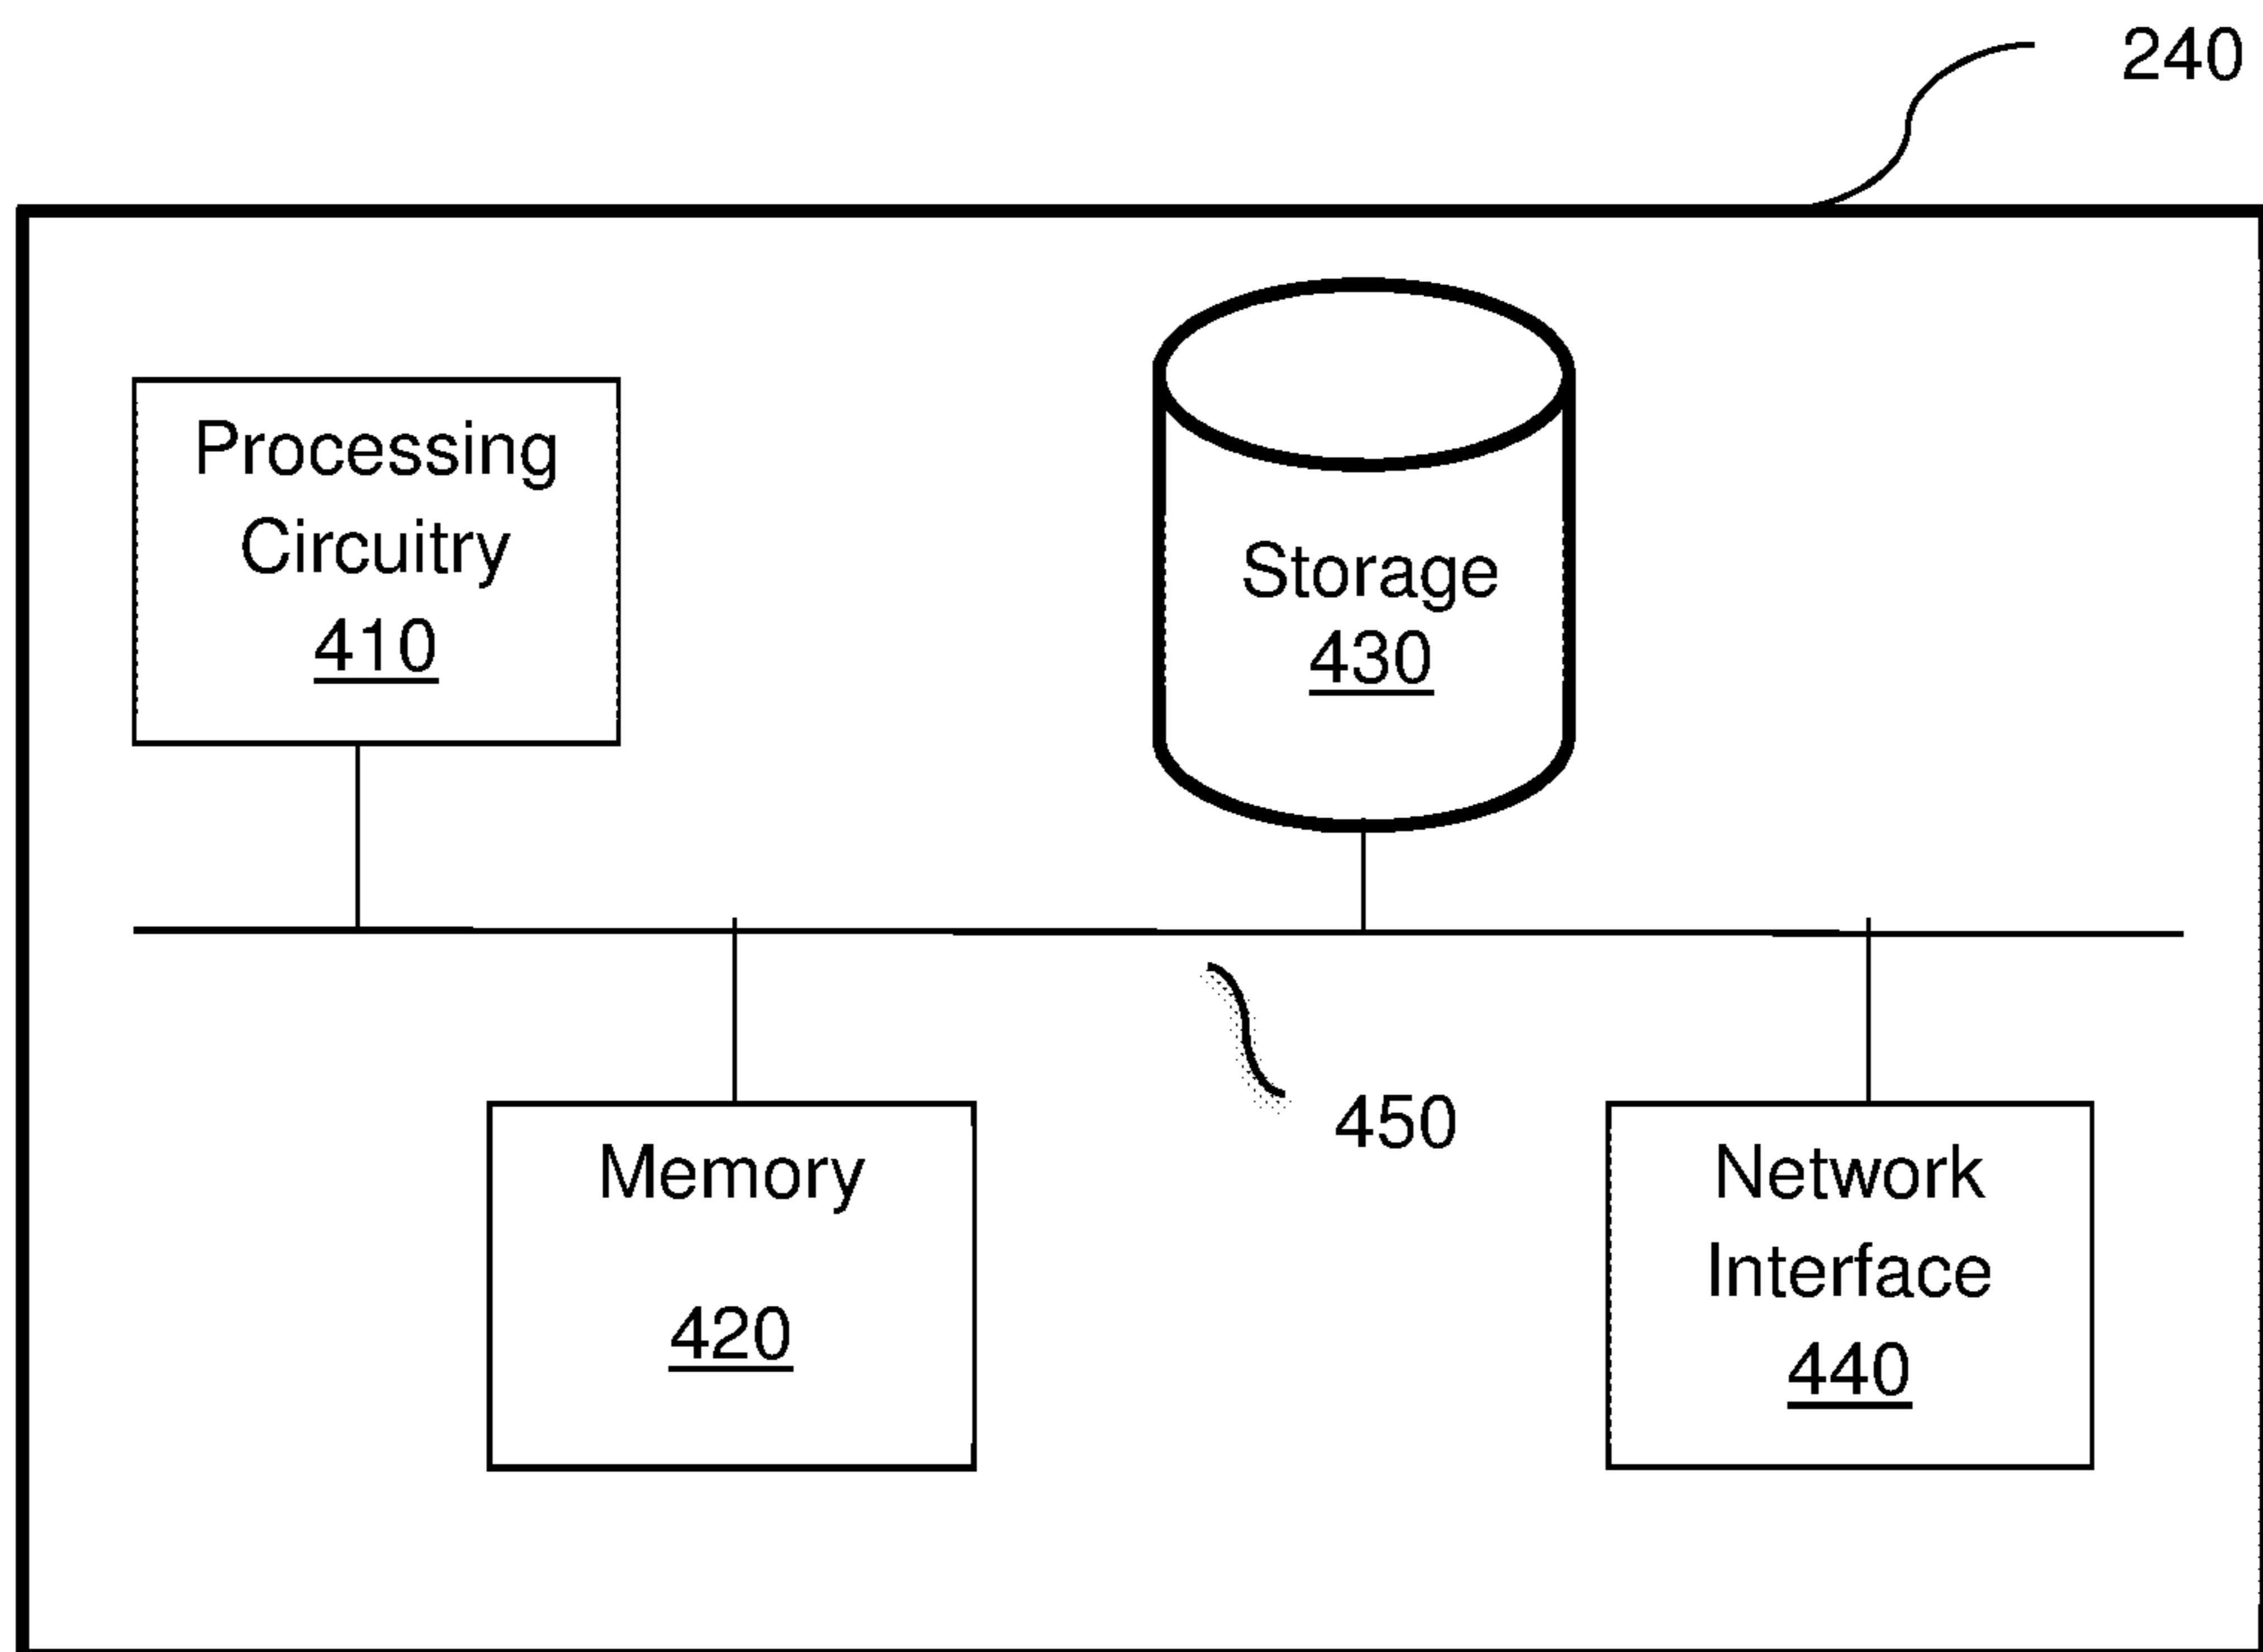 240
Processing
Circuitry
410
Storage
430
450
Memory
420
Network
Interface
440